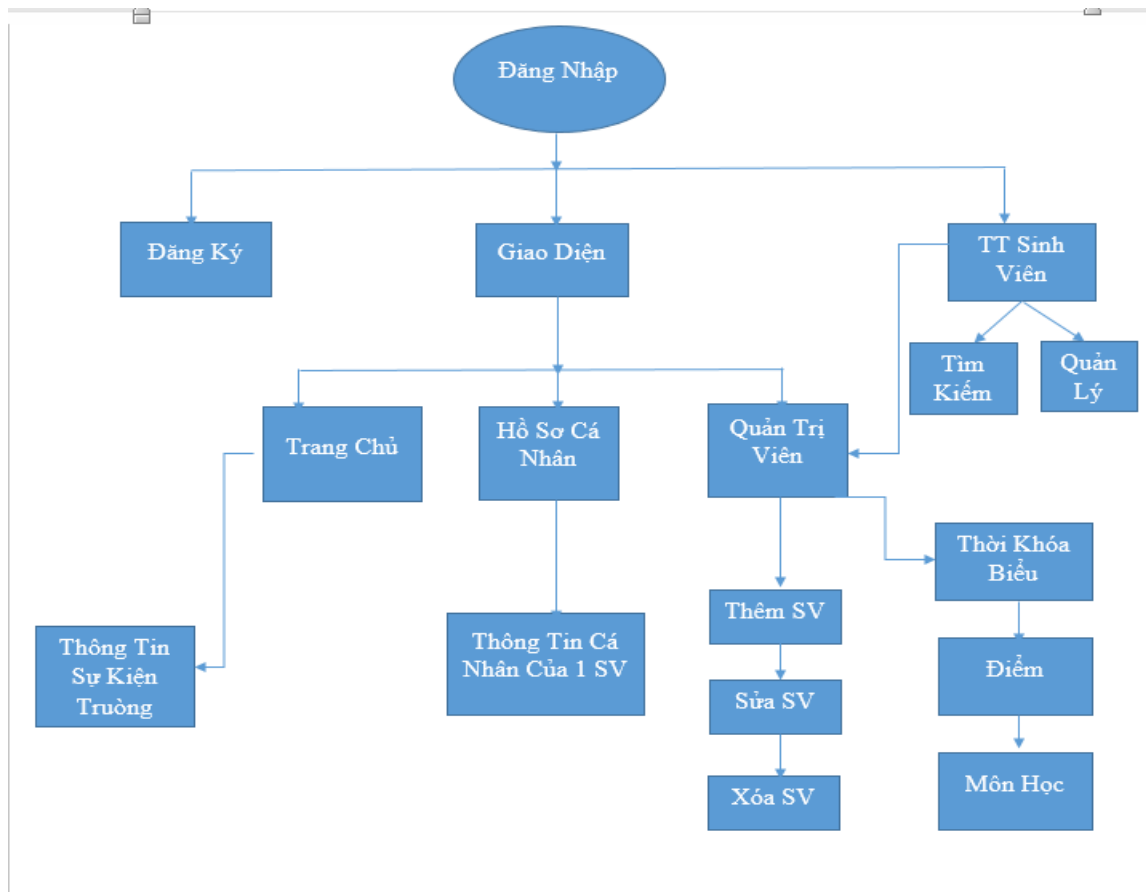 Đăng Nhập
Đăng Ký
Giao Diện
TT Sinh
Viên
Tìm
Kiếm
Quản
Lý
Trang Chủ
Hồ Sơ Cá
Nhân
Quản Trị
Viên
Thời Khóa
Biểu
Thêm SV
Thông Tin Cá
Nhân Của 1 SV
Thông Tin
Sự Kiện
Truòng
Điểm
Sửa SV
Môn Học
Xóa SV